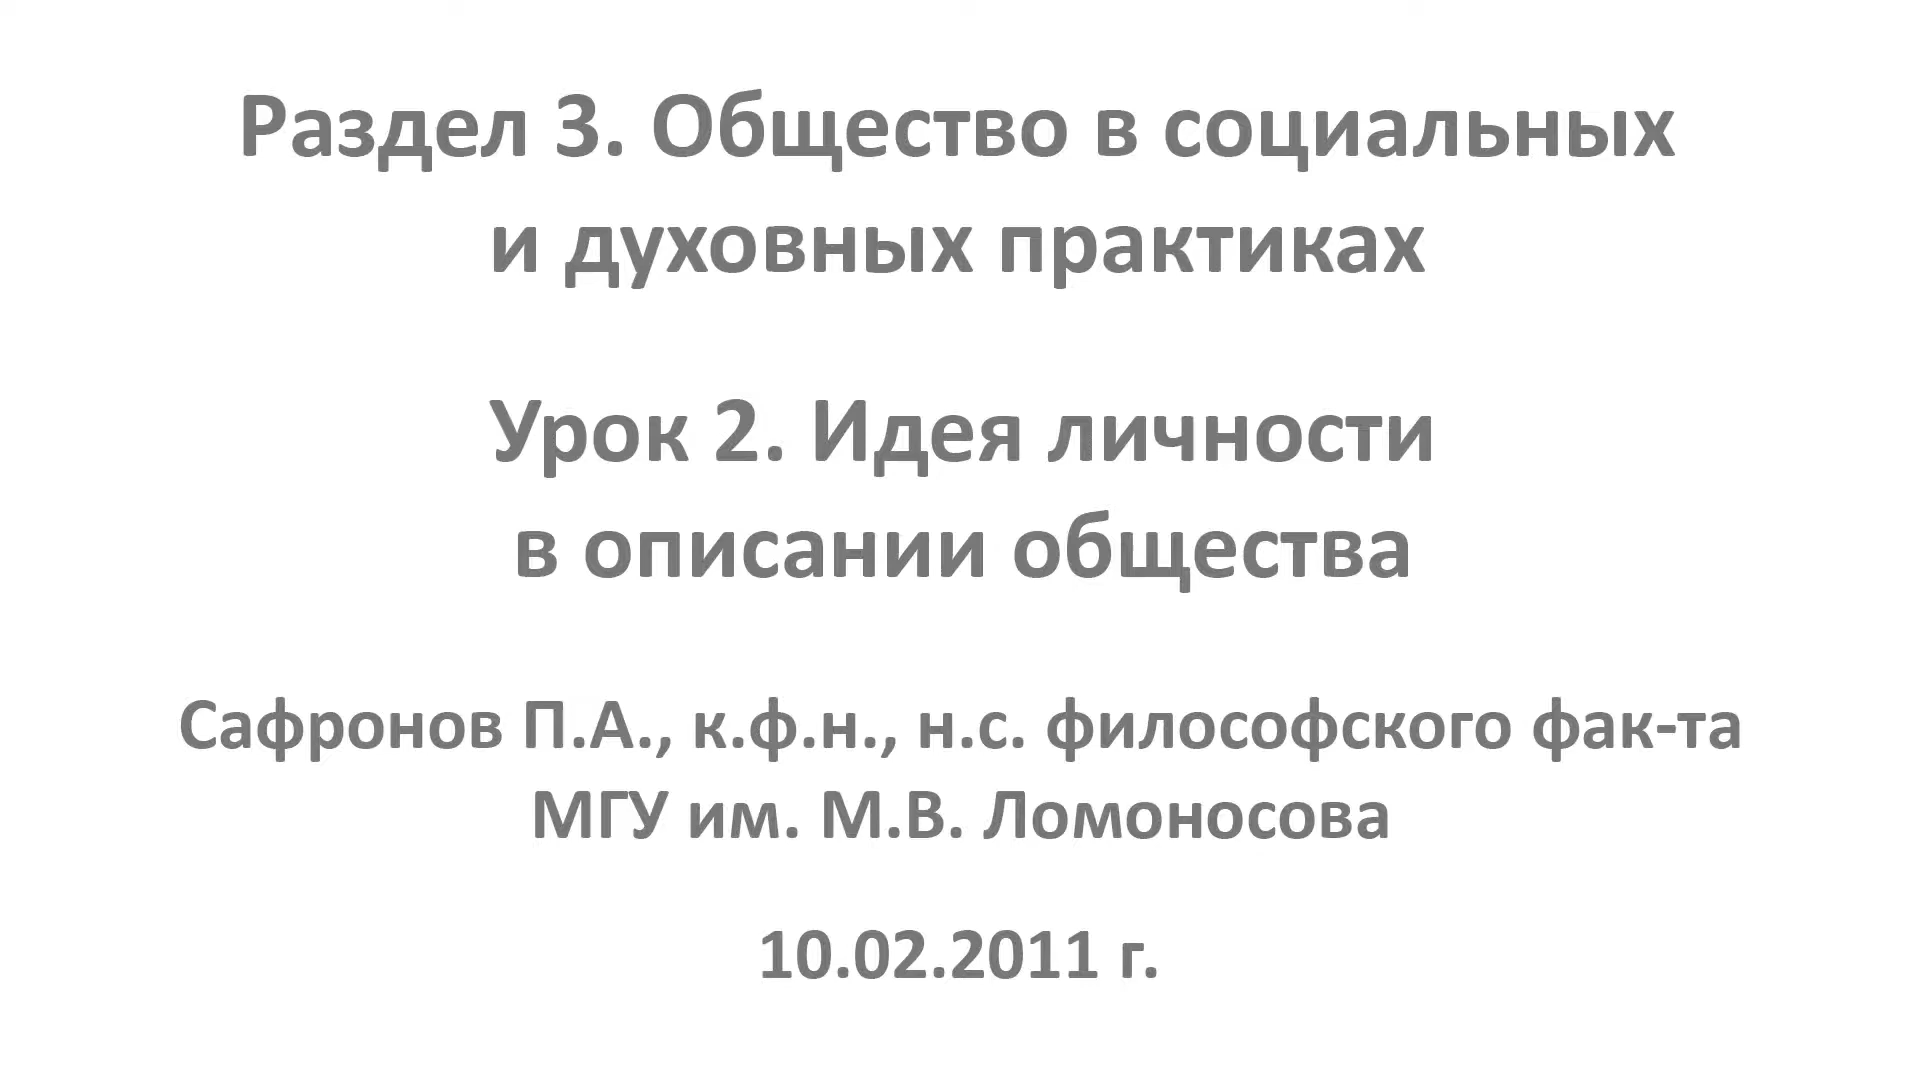 Раздел 3. Общество в социальных
и духовных практиках
Урок 2. Идея личности
в описании общества
Сафронов П.А., к.ф.н., н.с. философского фак-та
МГУ им. М.В. Ломоносова
10.02.2011 г.